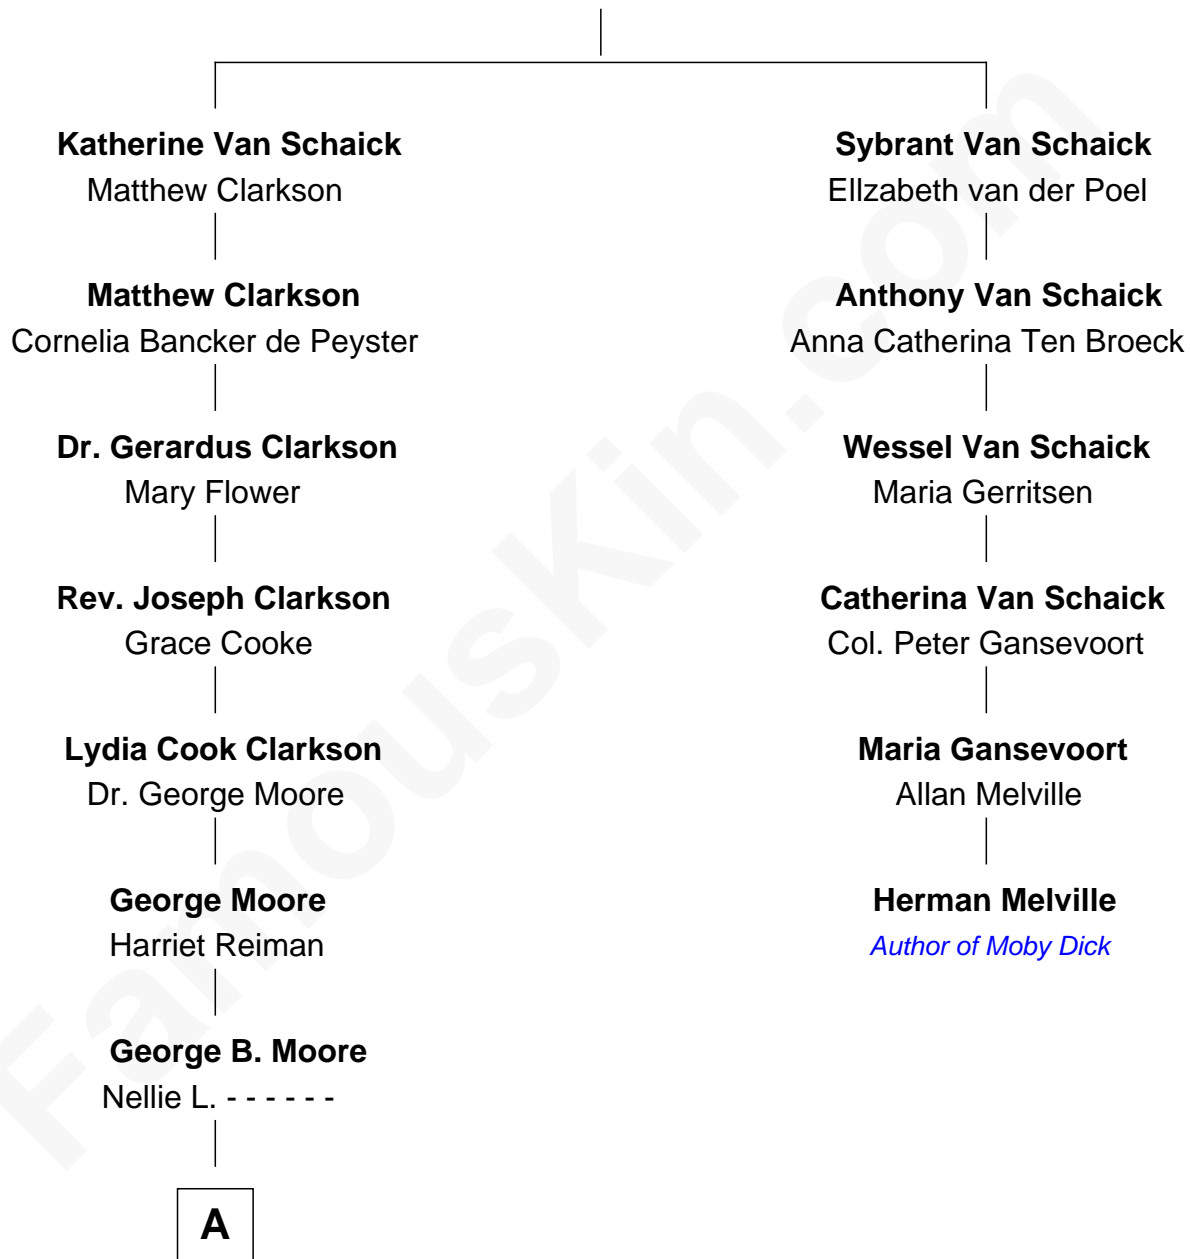 Katherine Van Schaick
Matthew Clarkson
Matthew Clarkson
Cornelia Bancker de Peyster
Dr. Gerardus Clarkson
Mary Flower
Rev. Joseph Clarkson
Grace Cooke
Lydia Cook Clarkson
Dr. George Moore
George Moore
Harriet Reiman
George B. Moore
Nellie L. - - - - - -
A
Sybrant Van Schaick
Ellzabeth van der Poel
Anthony Van Schaick
Anna Catherina Ten Broeck
Wessel Van Schaick
Maria Gerritsen
Catherina Van Schaick
Col. Peter Gansevoort
Maria Gansevoort
Allan Melville
Herman Melville
Author of Moby Dick
FamousKin.com